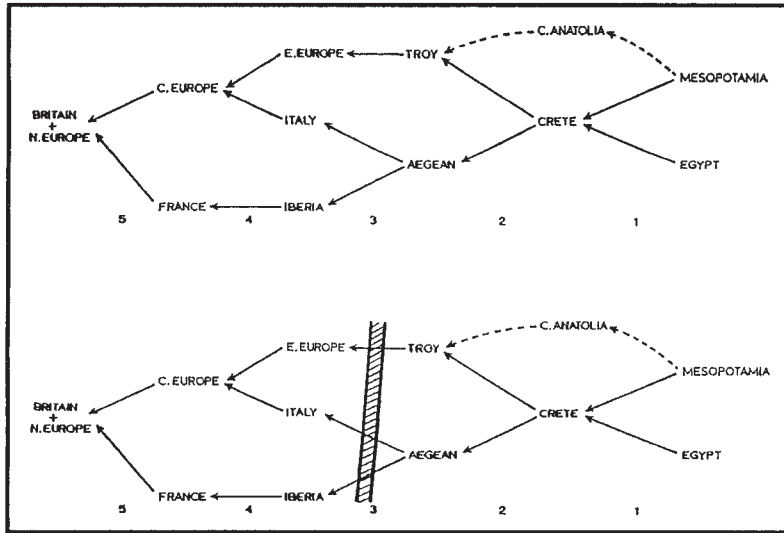 C. ANATOLIA
E. EUROPE
TROY
MESOPOTAMIA
C. EUROPE
BRITAIN
+
N. EUROPE
ITALY
CRETE
AEGEAN
EGYPT
FRANCE
IBERIA
5 4 3 2 1
C. ANATOLIA
E. EUROPE
TROY
MESOPOTAMIA
C. EUROPE
BRITAIN
+
N. EUROPE
ITALY
CRETE
AEGEAN
EGYPT
FRANCE
IBERIA
5 4 3 2 1